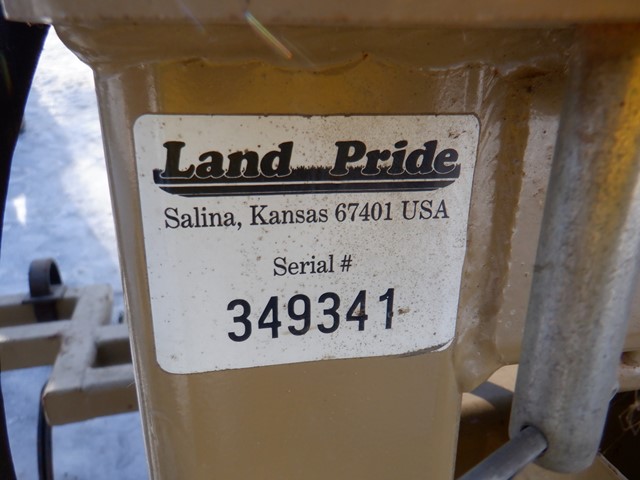 Land Pride
Salina, Kansas 67401 USA
Serial #
349341